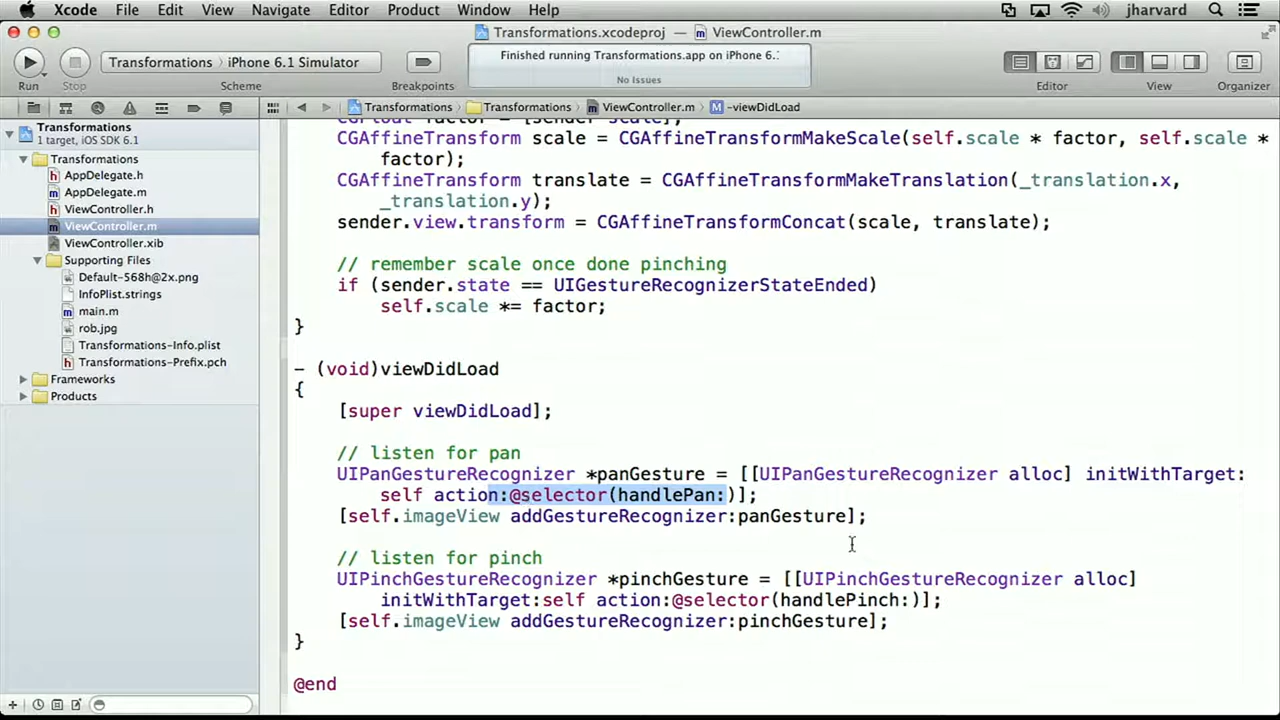 Xcode File Edit View Navigate Editor Product Window Help jharvard
Transformations.xcodeproj — ViewController.m
Transformations iPhone 6.1 Simulator
Finished running Transformations.app on iPhone 6.:
No Issues
Run Stop Scheme Breakpoints Editor View Organizer
Transformations Transformations ViewController.m M -viewDidLoad
Transformations
1 target, iOS SDK 6.1
Transformations
h AppDelegate.h
m AppDelegate.m
h ViewController.h
m ViewController.m
ViewController.xib
Supporting Files
Default-568h@2x.png
InfoPlist.strings
m main.m
rob.jpg
Transformations-Info.plist
h Transformations-Prefix.pch
Frameworks
Products
CGFloat factor = [sender scale];
CGAffineTransform scale = CGAffineTransformMakeScale(self.scale * factor, self.scale *
factor);
CGAffineTransform translate = CGAffineTransformMakeTranslation(_translation.x,
_translation.y);
sender.view.transform = CGAffineTransformConcat(scale, translate);
// remember scale once done pinching
if (sender.state == UIGestureRecognizerStateEnded)
self.scale *= factor;
}
- (void)viewDidLoad
{
[super viewDidLoad];
// listen for pan
UIPanGestureRecognizer *panGesture = [[UIPanGestureRecognizer alloc] initWithTarget:
self action:@selector(handlePan:)];
[self.imageView addGestureRecognizer:panGesture];
// listen for pinch
UIPinchGestureRecognizer *pinchGesture = [[UIPinchGestureRecognizer alloc]
initWithTarget:self action:@selector(handlePinch:)];
[self.imageView addGestureRecognizer:pinchGesture];
}
@end